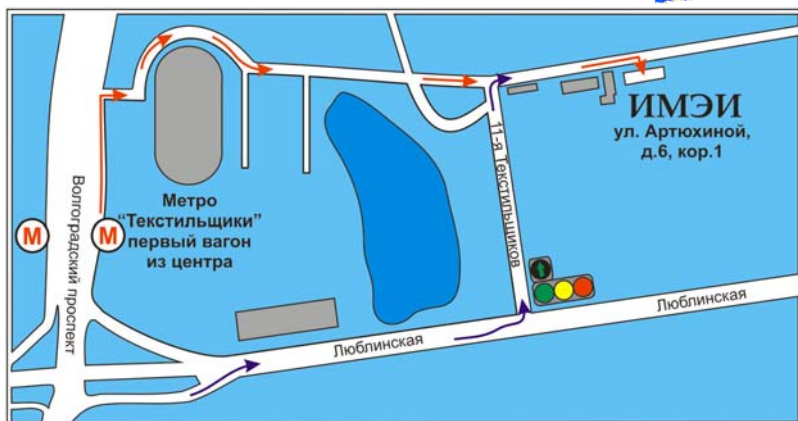 ИМЭИ
ул. Артюхиной,
д.6, кор.1
11-я Текстильщиков
Волгоградский проспект
М
М
Метро
“Текстильщики”
первый вагон
из центра
Люблинская
Люблинская